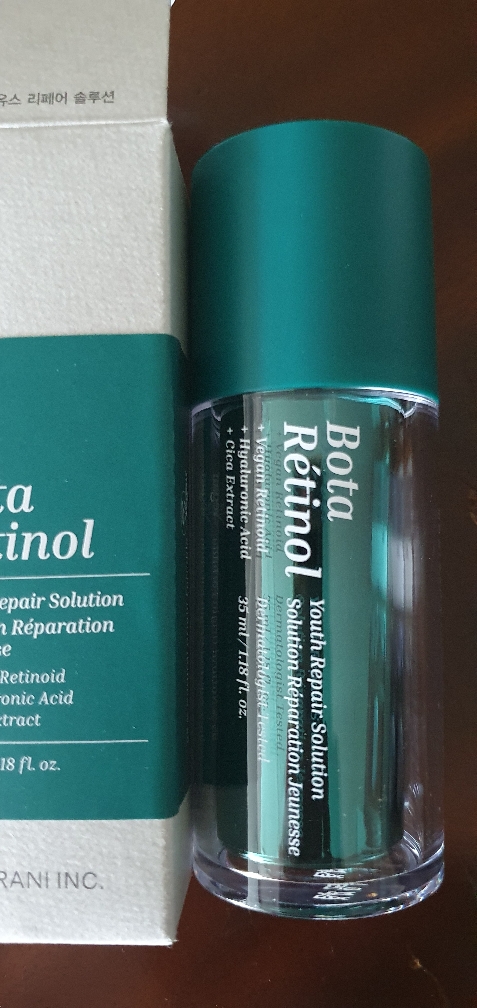 유스 리페어 솔루션
ta
tinol
epair Solution
n Réparation
se
Retinoid
ronic Acid
xtract
18 fl. oz.
RANI INC.
Bota
Rétinol
Youth Repair Solution
Solution Réparation Jeunesse
+ Vegan Retinoid
+ Hyaluronic Acid
+ Cica Extract
Dermatologist Tested
35 ml / 1.18 fl. oz.